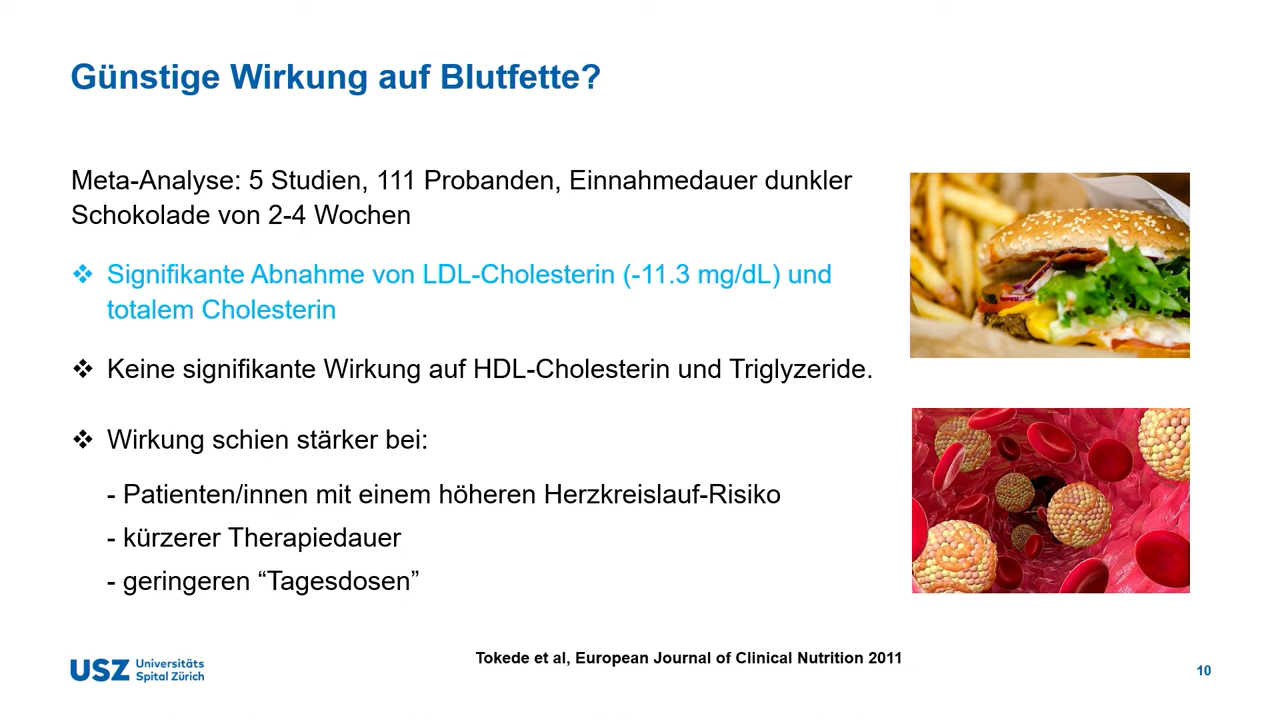 Günstige Wirkung auf Blutfette?
Meta-Analyse: 5 Studien, 111 Probanden, Einnahmedauer dunkler
Schokolade von 2-4 Wochen
❖ Signifikante Abnahme von LDL-Cholesterin (-11.3 mg/dL) und
totalem Cholesterin
❖ Keine signifikante Wirkung auf HDL-Cholesterin und Triglyzeride.
❖ Wirkung schien stärker bei:
- Patienten/innen mit einem höheren Herzkreislauf-Risiko
- kürzerer Therapiedauer
- geringeren “Tagesdosen”
Tokede et al, European Journal of Clinical Nutrition 2011
USZ Universitäts
Spital Zürich
10